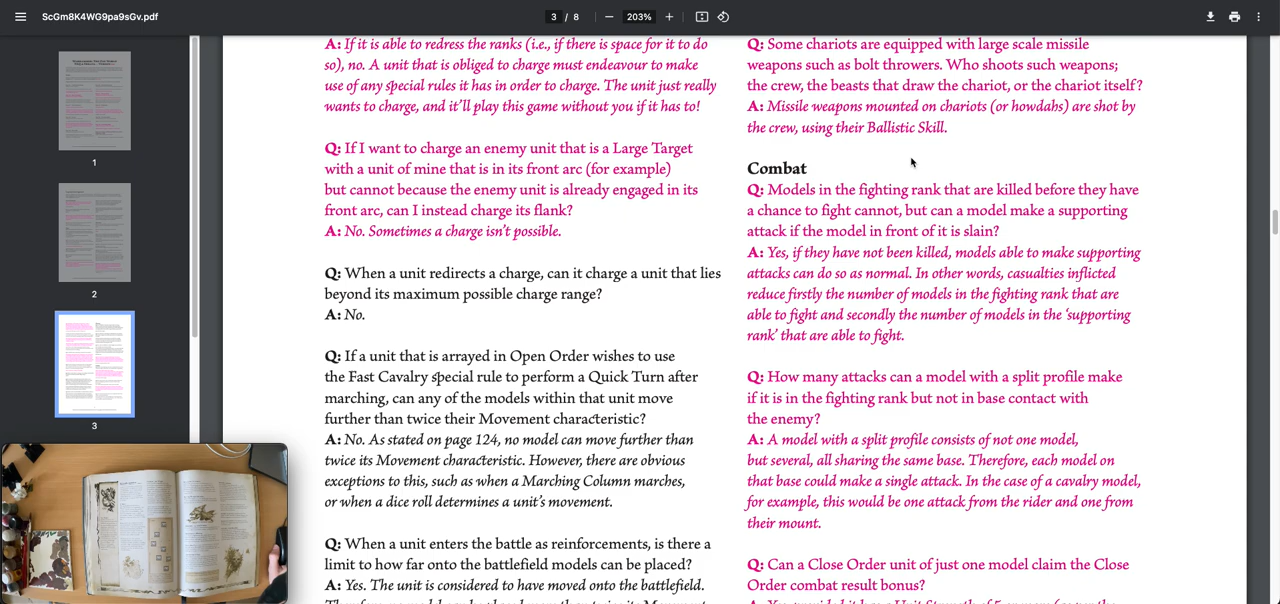 ScGm8K4WG9pa9sGv.pdf
3 / 8
203%
1
2
3
A: If it is able to redress the ranks (i.e., if there is space for it to do
so), no. A unit that is obliged to charge must endeavour to make
use of any special rules it has in order to charge. The unit just really
wants to charge, and it'll play this game without you if it has to!
Q: If I want to charge an enemy unit that is a Large Target
with a unit of mine that is in its front arc (for example)
but cannot because the enemy unit is already engaged in its
front arc, can I instead charge its flank?
A: No. Sometimes a charge isn't possible.
Q: When a unit redirects a charge, can it charge a unit that lies
beyond its maximum possible charge range?
A: No.
Q: If a unit that is arrayed in Open Order wishes to use
the Fast Cavalry special rule to perform a Quick Turn after
marching, can any of the models within that unit move
further than twice their Movement characteristic?
A: No. As stated on page 124, no model can move further than
twice its Movement characteristic. However, there are obvious
exceptions to this, such as when a Marching Column marches,
or when a dice roll determines a unit's movement.
Q: When a unit enters the battle as reinforcements, is there a
limit to how far onto the battlefield models can be placed?
A: Yes. The unit is considered to have moved onto the battlefield.
Q: Some chariots are equipped with large scale missile
weapons such as bolt throwers. Who shoots such weapons;
the crew, the beasts that draw the chariot, or the chariot itself?
A: Missile weapons mounted on chariots (or howdahs) are shot by
the crew, using their Ballistic Skill.
Combat
Q: Models in the fighting rank that are killed before they have
a chance to fight cannot, but can a model make a supporting
attack if the model in front of it is slain?
A: Yes, if they have not been killed, models able to make supporting
attacks can do so as normal. In other words, casualties inflicted
reduce firstly the number of models in the fighting rank that are
able to fight and secondly the number of models in the 'supporting
rank' that are able to fight.
Q: How many attacks can a model with a split profile make
if it is in the fighting rank but not in base contact with
the enemy?
A: A model with a split profile consists of not one model,
but several, all sharing the same base. Therefore, each model on
that base could make a single attack. In the case of a cavalry model,
for example, this would be one attack from the rider and one from
their mount.
Q: Can a Close Order unit of just one model claim the Close
Order combat result bonus?